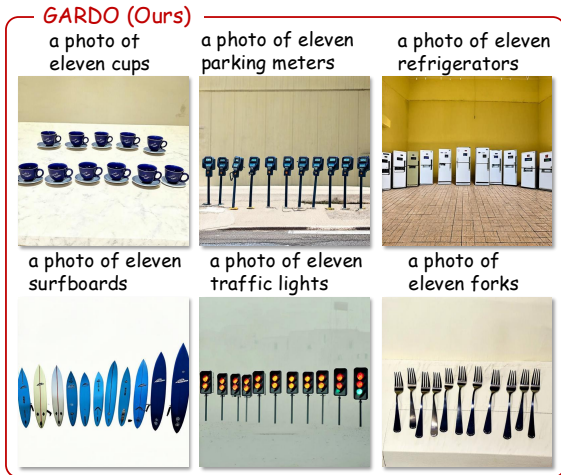 GARDO (Ours)
a photo of
eleven cups
a photo of eleven
parking meters
a photo of eleven
refrigerators
a photo of eleven
surfboards
a photo of eleven
traffic lights
a photo of
eleven forks